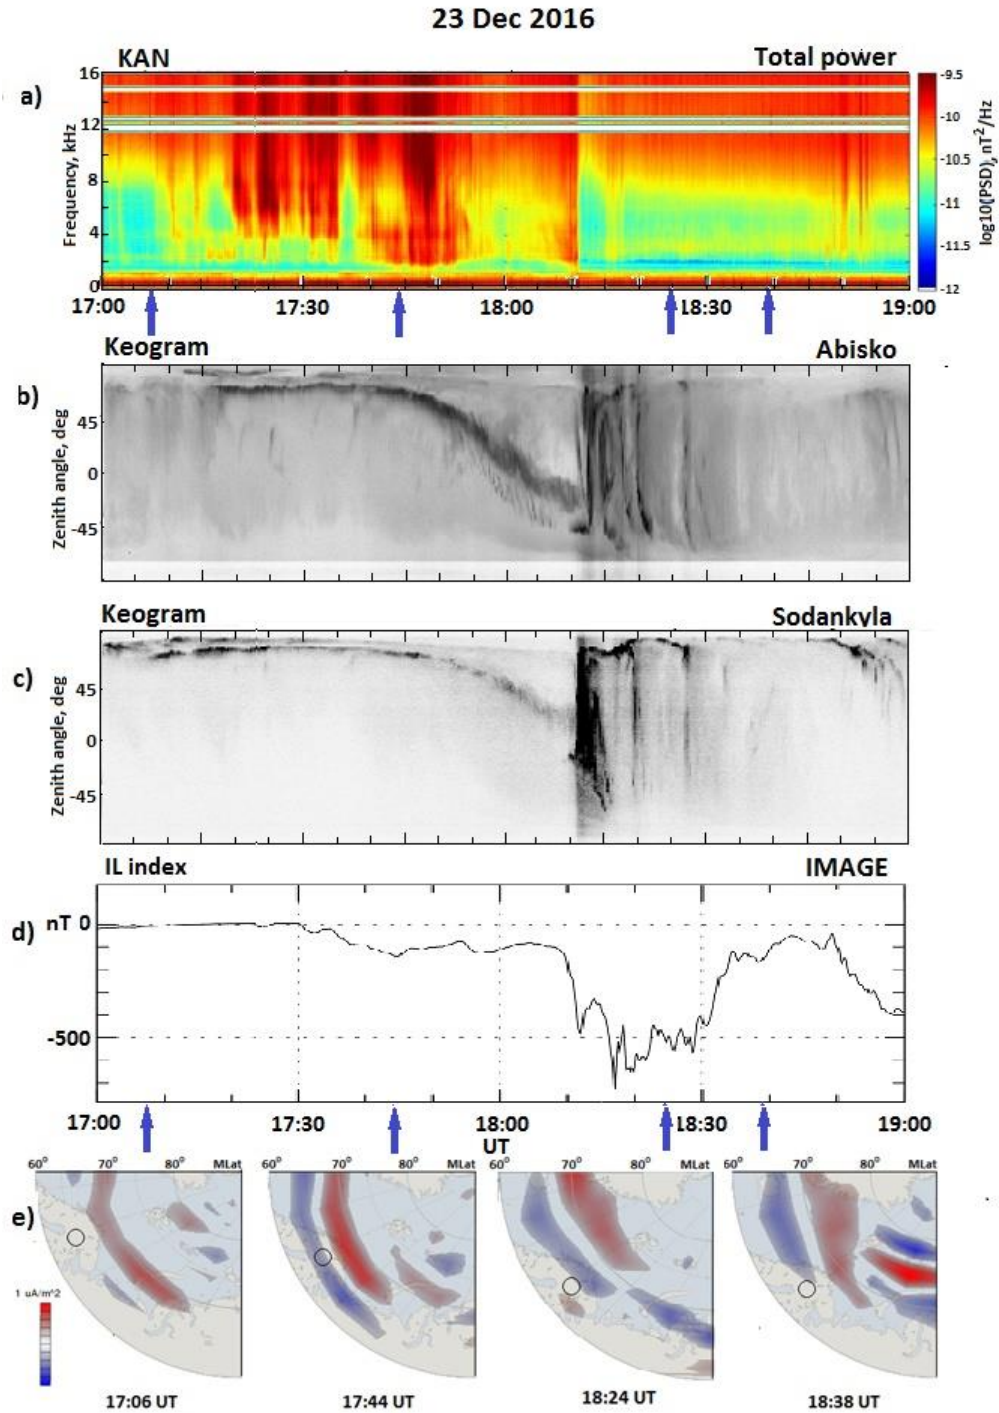 23 Dec 2016
a)
KAN
Total power
16
12
8
4
0
Frequency, kHz
-9.5
-10
-10.5
-11
-11.5
-12
log10(PSD), nT²/Hz
17:00
17:30
18:00
18:30
19:00
Keogram
Abisko
b)
45
0
-45
Zenith angle, deg
Keogram
Sodankyla
c)
45
0
-45
Zenith angle, deg
IL index
IMAGE
d)
nT 0
-500
17:00
17:30
18:00
18:30
19:00
UT
60° 70° 80° MLat
60° 70° 80° MLat
60° 70° 80° MLat
60° 70° 80° MLat
e)
1 uA/m^2
17:06 UT
17:44 UT
18:24 UT
18:38 UT